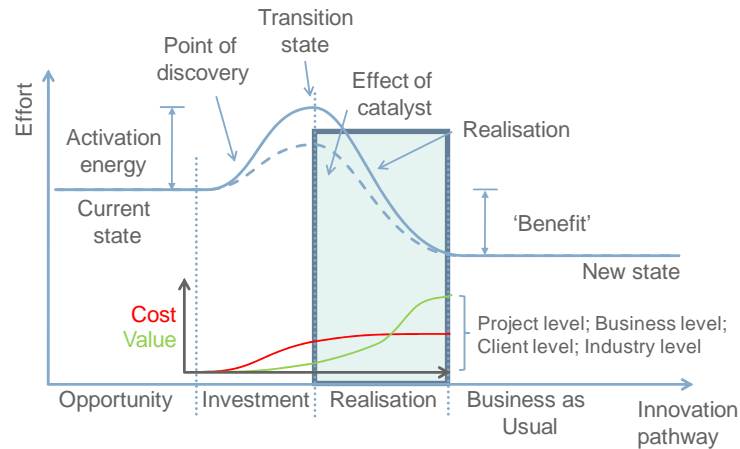 Transition
state
Point of
discovery
Effect of
catalyst
Effort
Activation
energy
Realisation
Current
state
‘Benefit’
New state
Cost
Value
Project level; Business level;
Client level; Industry level
Opportunity
Investment
Realisation
Business as
Usual
Innovation
pathway